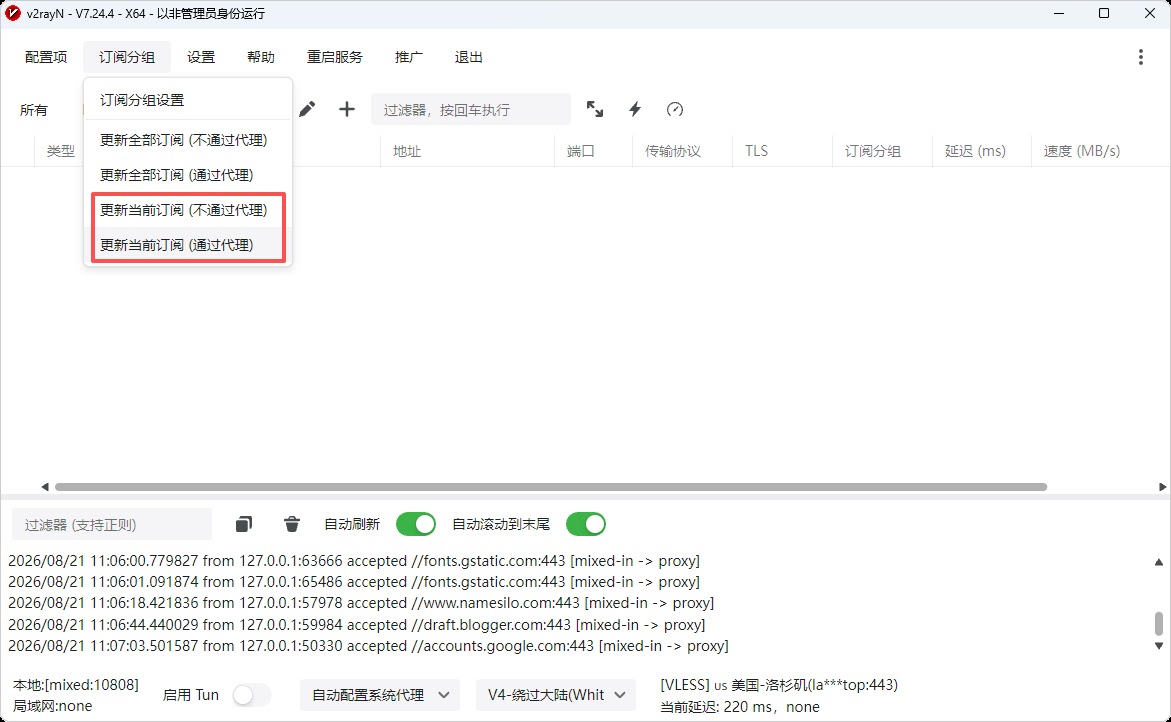 v2rayN - V7.24.4 - X64 - 以非管理员身份运行
配置项 订阅分组 设置 帮助 重启服务 推广 退出
订阅分组设置
所有 过滤器，按回车执行
更新全部订阅 (不通过代理)
类型 地址 端口 传输协议 TLS 订阅分组 延迟 (ms) 速度 (MB/s)
更新全部订阅 (通过代理)
更新当前订阅 (不通过代理)
更新当前订阅 (通过代理)
过滤器 (支持正则) 自动刷新 自动滚动到末尾
2026/08/21 11:06:00.779827 from 127.0.0.1:63666 accepted //fonts.gstatic.com:443 [mixed-in -> proxy]
2026/08/21 11:06:01.091874 from 127.0.0.1:65486 accepted //fonts.gstatic.com:443 [mixed-in -> proxy]
2026/08/21 11:06:18.421836 from 127.0.0.1:57978 accepted //www.namesilo.com:443 [mixed-in -> proxy]
2026/08/21 11:06:44.440029 from 127.0.0.1:59984 accepted //draft.blogger.com:443 [mixed-in -> proxy]
2026/08/21 11:07:03.501587 from 127.0.0.1:50330 accepted //accounts.google.com:443 [mixed-in -> proxy]
本地:[mixed:10808] 启用 Tun 自动配置系统代理 V4-绕过大陆(Whit [VLESS] us 美国-洛杉矶(la***top:443)
局域网:none 当前延迟: 220 ms，none